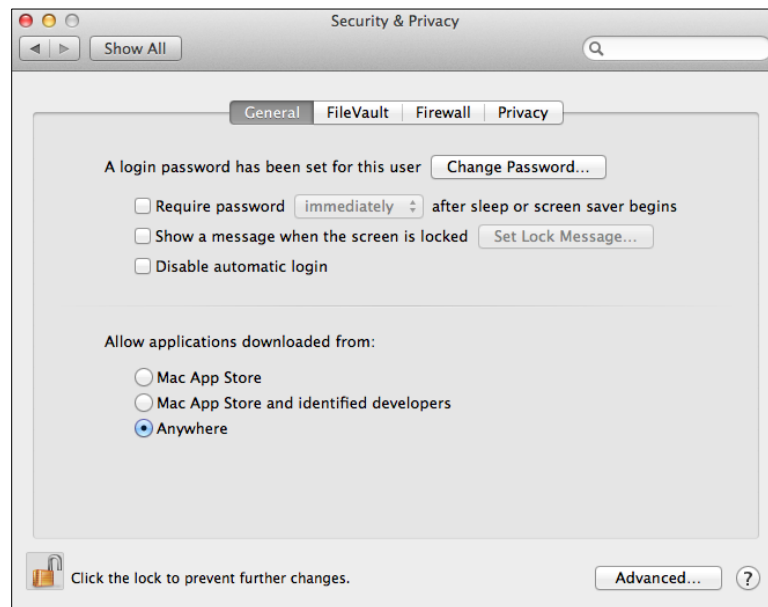 Security & Privacy
Show All
General FileVault Firewall Privacy
A login password has been set for this user Change Password...
Require password immediately after sleep or screen saver begins
Show a message when the screen is locked Set Lock Message...
Disable automatic login
Allow applications downloaded from:
Mac App Store
Mac App Store and identified developers
Anywhere
Click the lock to prevent further changes. Advanced... ?